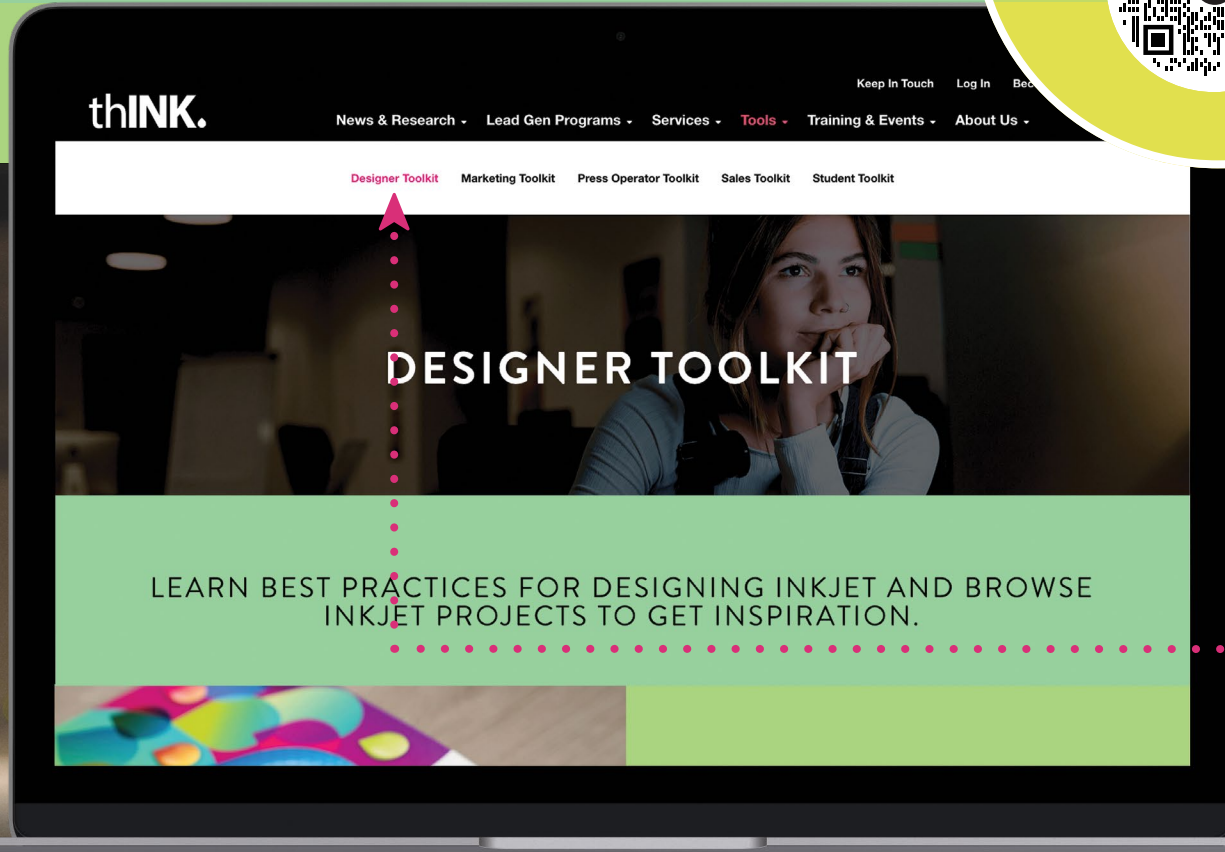 Keep In Touch Log In
thINK.
News & Research Lead Gen Programs Services Tools Training & Events About Us
Designer Toolkit Marketing Toolkit Press Operator Toolkit Sales Toolkit Student Toolkit
DESIGNER TOOLKIT
LEARN BEST PRACTICES FOR DESIGNING INKJET AND BROWSE
INKJET PROJECTS TO GET INSPIRATION.